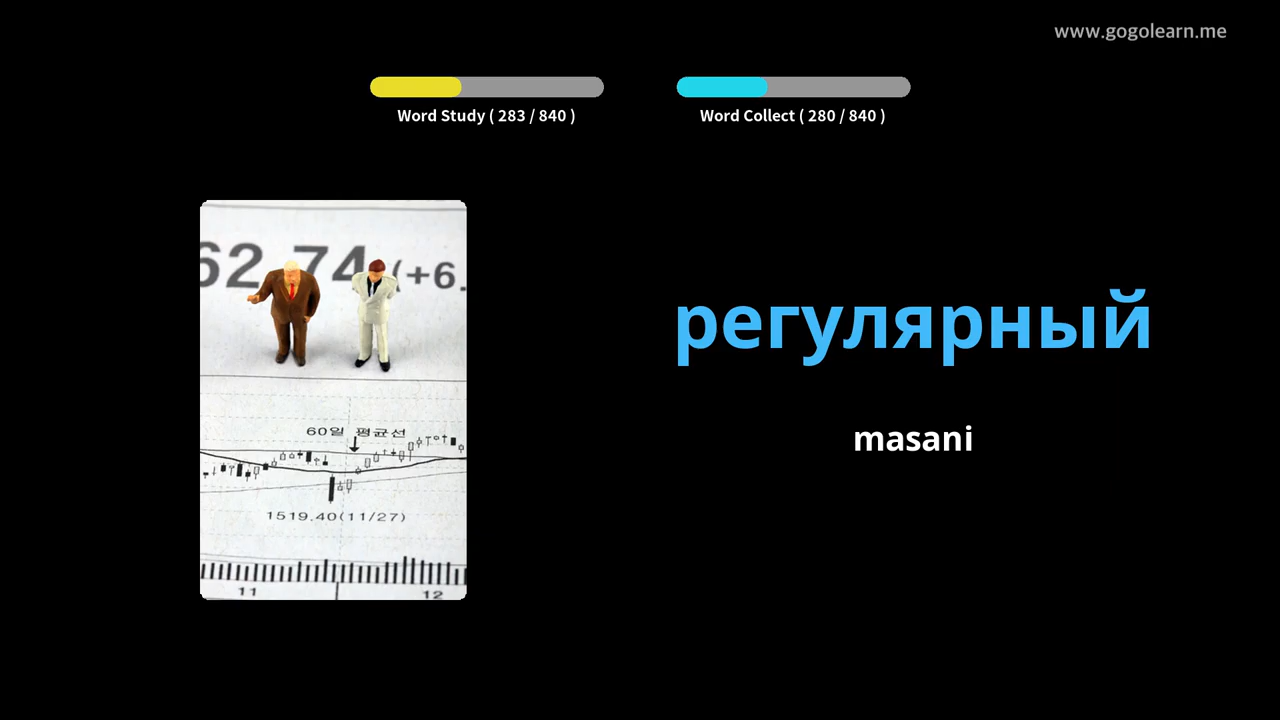 www.gogolearn.me
Word Study ( 283 / 840 )
Word Collect ( 280 / 840 )
62.74 (+6.
регулярный
60일 평균선
masani
1519.40(11/27)
11
12